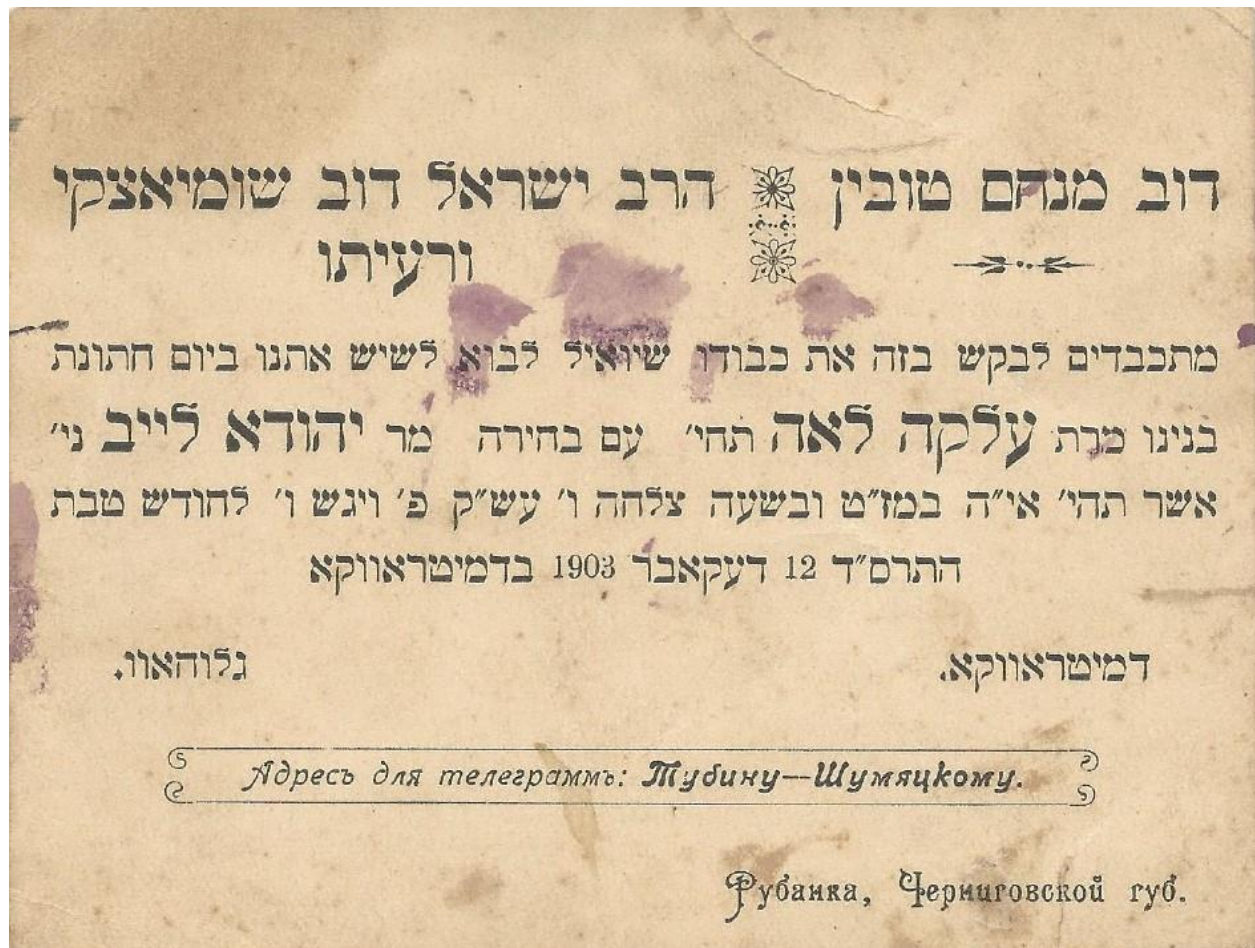 דוב מנחם טובין הרב ישראל דוב שומיאצקי
ורעיתו
מתכבדים לבקש בזה את כבודו שיואיל לבוא לשיש אתנו ביום חתונת
בנינו מרת עלקה לאה תחי׳ עם בחירה מר יהודא לייב ני׳
אשר תהי׳ אי״ה במז״ט ובשעה צלחה ו׳ עש״ק פ׳ ויגש ו׳ לחודש טבת
התרס״ד 12 דעקאבר 1903 בדמיטראווקא
דמיטראווקא. גלוחאוו.
Адресъ для телеграммъ: Тубину—Шумяцкому.
Рубанка, Черниговской губ.